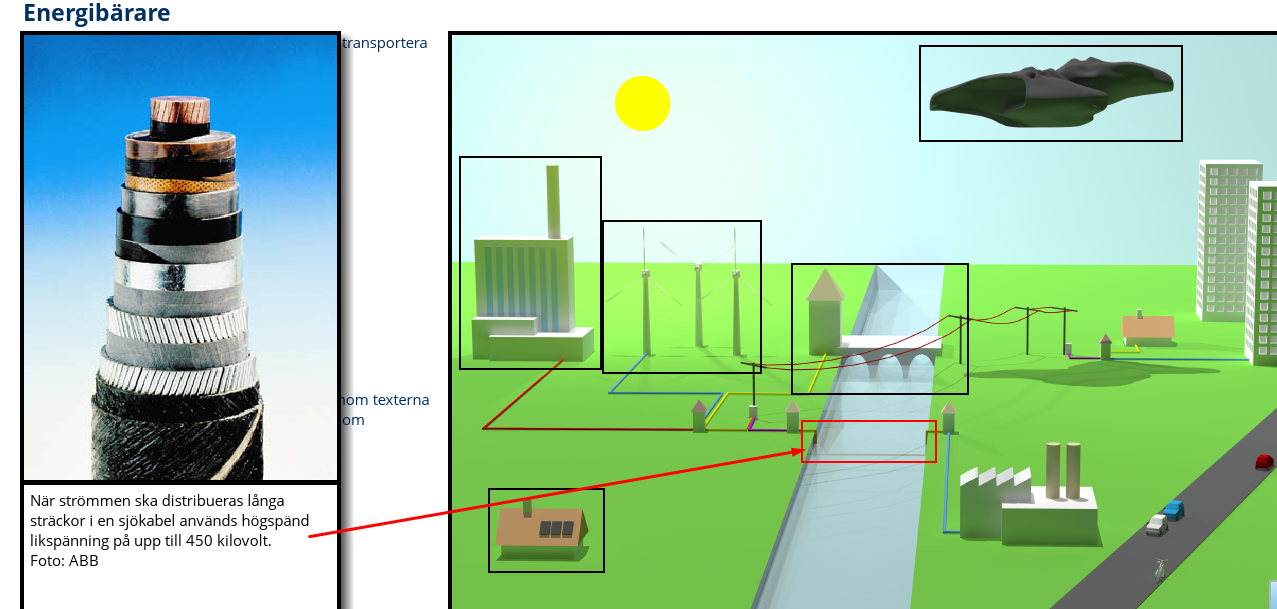 Energibärare
transportera
nom texterna
om
När strömmen ska distribueras långa
sträckor i en sjökabel används högspänd
likspänning på upp till 450 kilovolt.
Foto: ABB